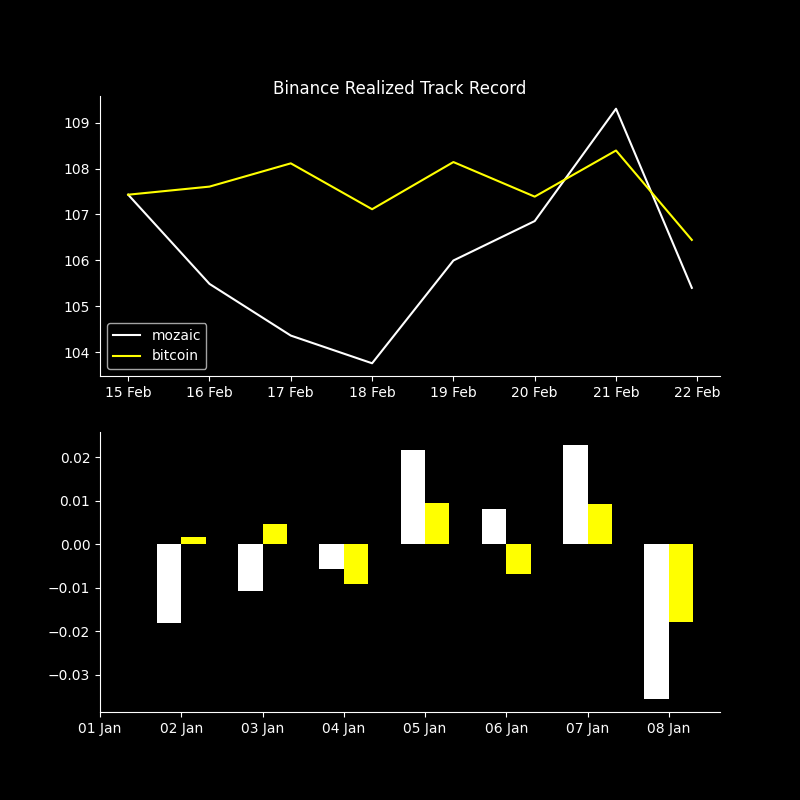 Binance Realized Track Record
109
108
107
106
105
104
mozaic
bitcoin
15 Feb 16 Feb 17 Feb 18 Feb 19 Feb 20 Feb 21 Feb 22 Feb
0.02
0.01
0.00
−0.01
−0.02
−0.03
01 Jan 02 Jan 03 Jan 04 Jan 05 Jan 06 Jan 07 Jan 08 Jan